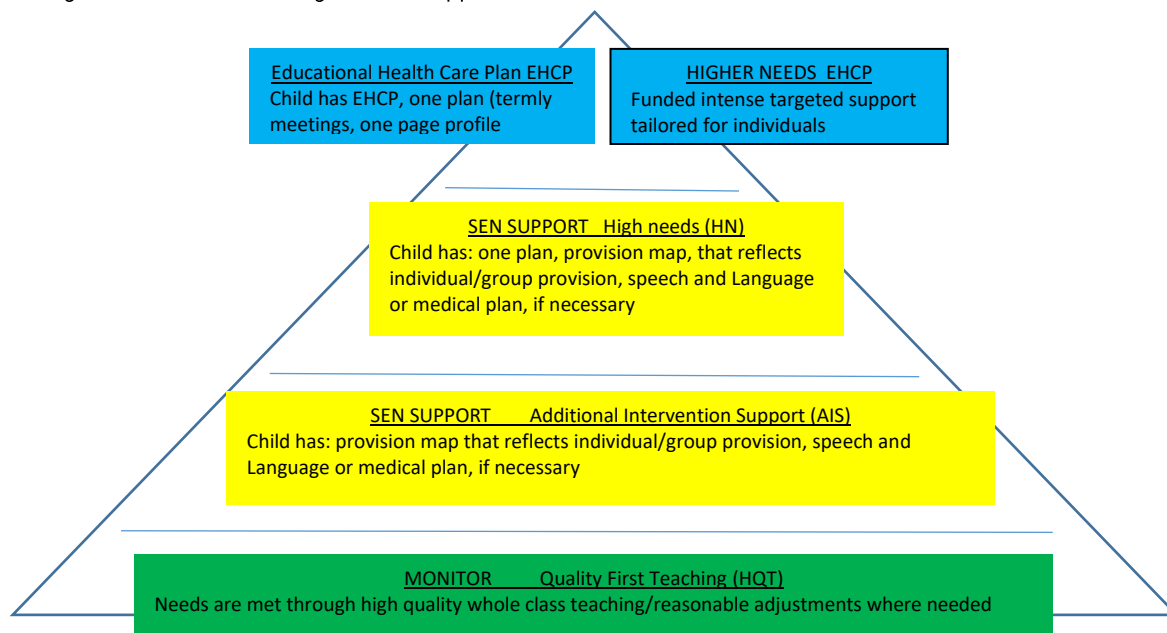 Educational Health Care Plan EHCP
Child has EHCP, one plan (termly
meetings, one page profile
HIGHER NEEDS EHCP
Funded intense targeted support
tailored for individuals
SEN SUPPORT High needs (HN)
Child has: one plan, provision map, that reflects
individual/group provision, speech and Language
or medical plan, if necessary
SEN SUPPORT Additional Intervention Support (AIS)
Child has: provision map that reflects individual/group provision, speech and
Language or medical plan, if necessary
MONITOR Quality First Teaching (HQT)
Needs are met through high quality whole class teaching/reasonable adjustments where needed